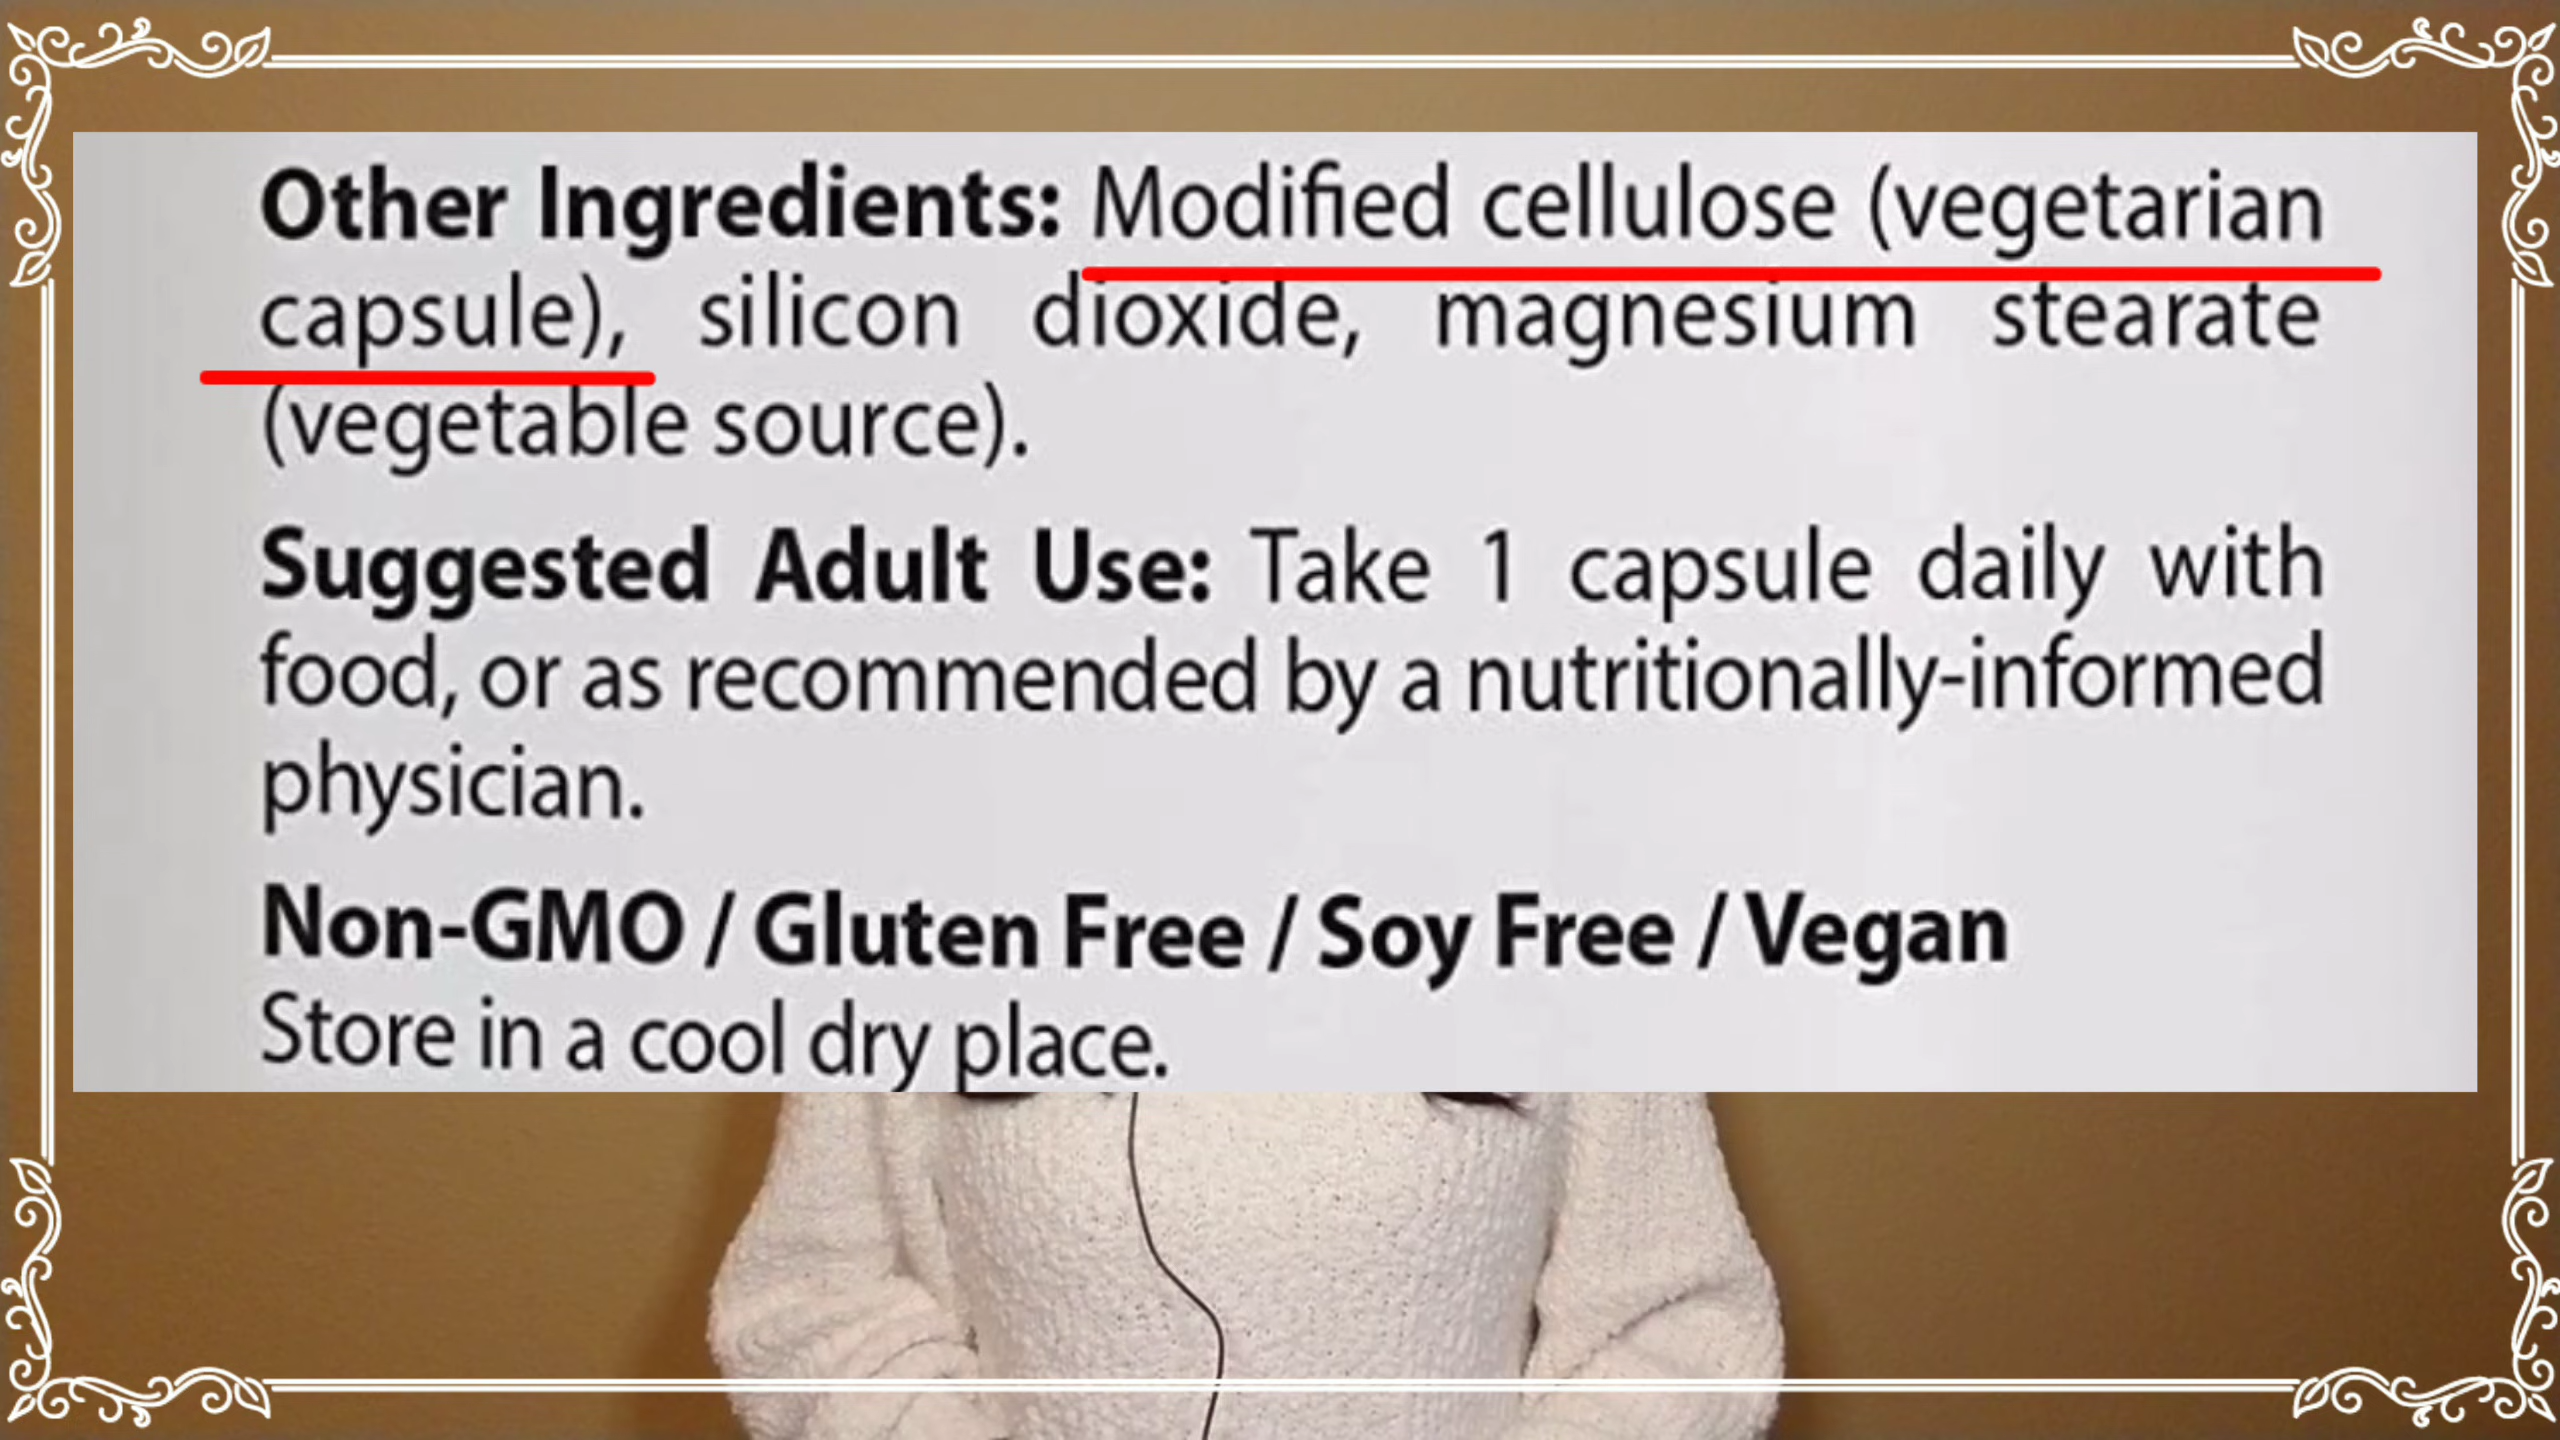 Other Ingredients: Modified cellulose (vegetarian
capsule), silicon dioxide, magnesium stearate
(vegetable source).
Suggested Adult Use: Take 1 capsule daily with
food, or as recommended by a nutritionally-informed
physician.
Non-GMO / Gluten Free / Soy Free / Vegan
Store in a cool dry place.